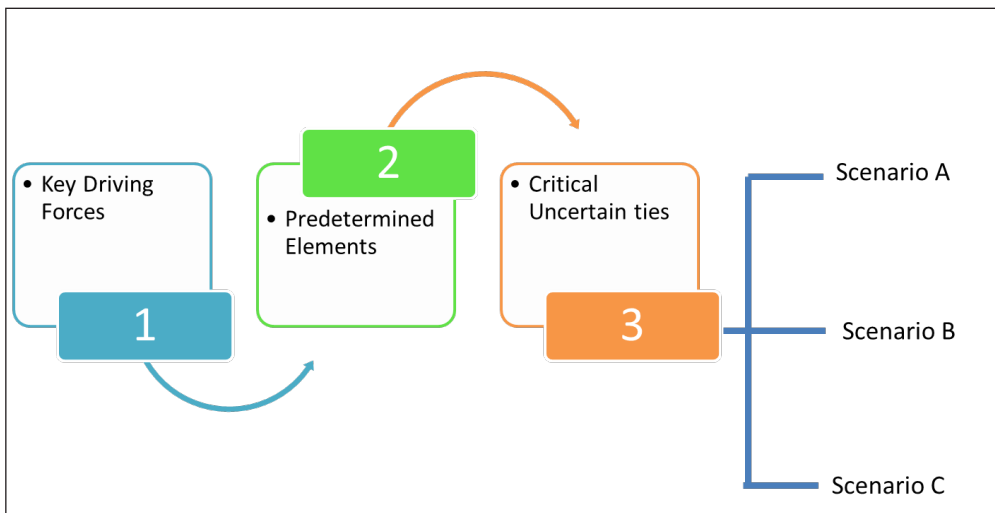 • Key Driving
Forces
1
2
• Predetermined
Elements
• Critical
Uncertain ties
3
Scenario A
Scenario B
Scenario C